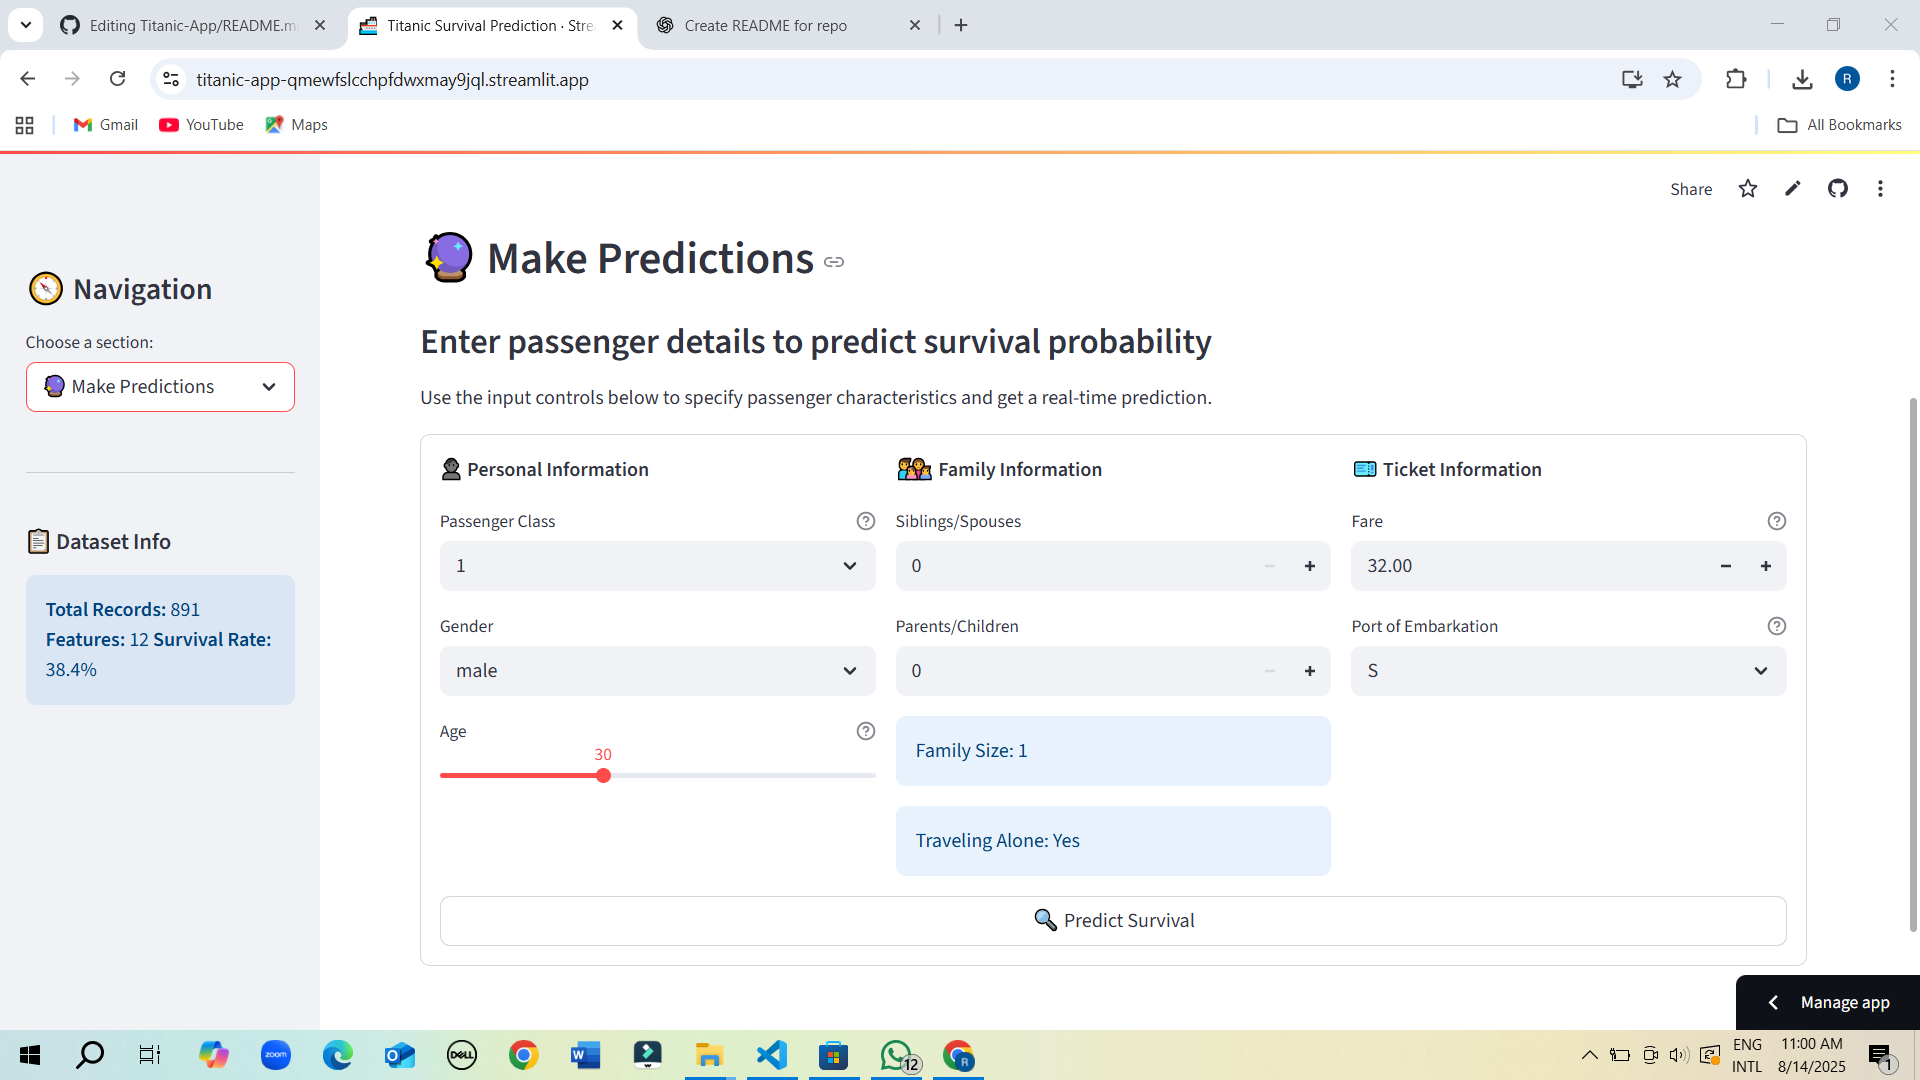 Editing Titanic-App/README.m
Titanic Survival Prediction · Stre
Create README for repo
titanic-app-qmewfslcchpfdwxmay9jql.streamlit.app
R
Gmail
YouTube
Maps
All Bookmarks
Share
Navigation
Choose a section:
Make Predictions
Dataset Info
Total Records: 891
Features: 12 Survival Rate:
38.4%
Make Predictions
Enter passenger details to predict survival probability
Use the input controls below to specify passenger characteristics and get a real-time prediction.
Personal Information
Passenger Class
1
Gender
male
Age
30
Family Information
Siblings/Spouses
0
Parents/Children
0
Family Size: 1
Traveling Alone: Yes
Ticket Information
Fare
32.00
Port of Embarkation
S
Predict Survival
Manage app
zoom
DELL
12
R
ENG
INTL
11:00 AM
8/14/2025
1